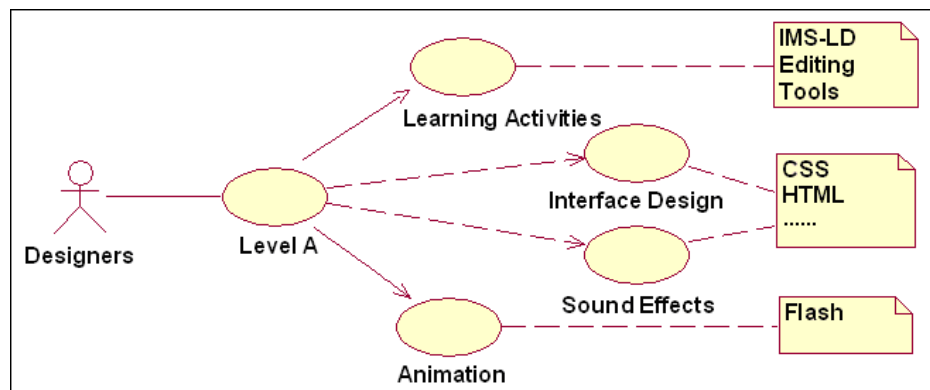 IMS-LD
Editing
Tools
Learning Activities
CSS
HTML
......
Interface Design
Designers
Level A
Sound Effects
Flash
Animation